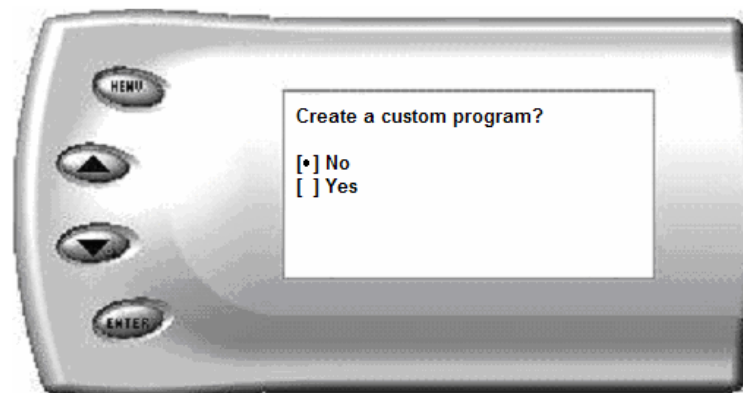 MENU
Create a custom program?
[•] No
[ ] Yes
ENTER